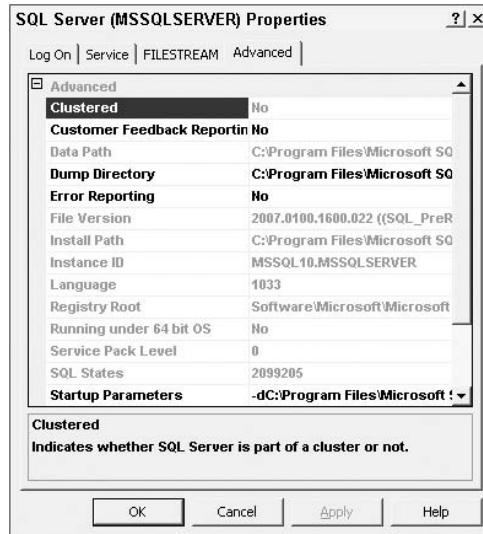 SQL Server (MSSQLSERVER) Properties ? ×
Log On Service FILESTREAM Advanced
Advanced
Clustered No
Customer Feedback Reportin No
Data Path C:\Program Files\Microsoft SQ
Dump Directory C:\Program Files\Microsoft SQ
Error Reporting No
File Version 2007.0100.1600.022 ((SQL_PreR
Install Path C:\Program Files\Microsoft SQ
Instance ID MSSQL10.MSSQLSERVER
Language 1033
Registry Root Software\Microsoft\Microsoft
Running under 64 bit OS No
Service Pack Level 0
SQL States 2099205
Startup Parameters -dC:\Program Files\Microsoft
Clustered
Indicates whether SQL Server is part of a cluster or not.
OK Cancel Apply Help